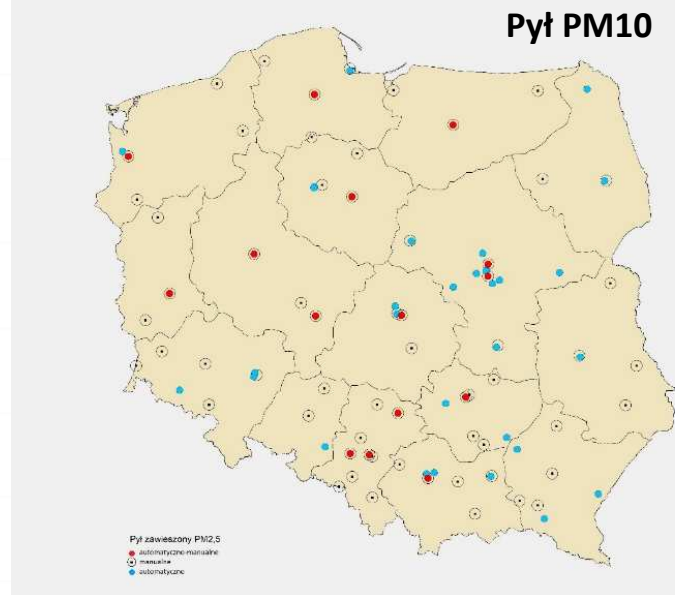 Pył PM10
Pył zawieszony PM2,5
automatyczno-manualne
manualne
automatyczne